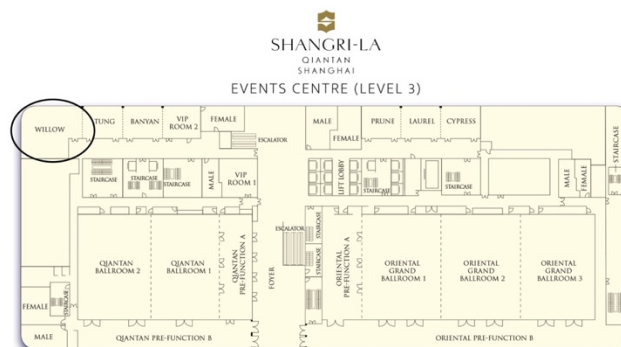 SHANGRI-LA
QIANTAN
SHANGHAI
EVENTS CENTRE (LEVEL 3)
WILLOW
TUNG
BANYAN
VIP
ROOM 2
FEMALE
ESCALATOR
MALE
FEMALE
PRUNE
LAUREL
CYPRESS
STAIRCASE
STAIRCASE
STAIRCASE
MALE
VIP
ROOM 1
LIFT LOBBY
STAIRCASE
STAIRCASE
MALE
FEMALE
QIANTAN
BALLROOM 2
QIANTAN
BALLROOM 1
QIANTAN
PRE-FUNCTION A
FOYER
ESCALATOR
STAIRCASE
STAIRCASE
ORIENTAL
PRE-FUNCTION A
ORIENTAL
GRAND
BALLROOM 1
ORIENTAL
GRAND
BALLROOM 2
ORIENTAL
GRAND
BALLROOM 3
FEMALE
STAIRCASE
MALE
QIANTAN PRE-FUNCTION B
ORIENTAL PRE-FUNCTION B